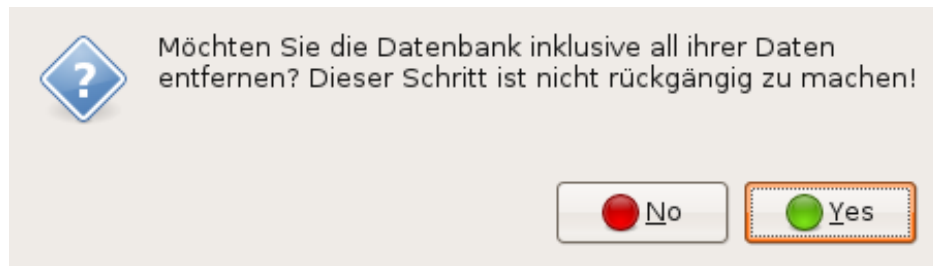 Möchten Sie die Datenbank inklusive all ihrer Daten
entfernen? Dieser Schritt ist nicht rückgängig zu machen!
No Yes